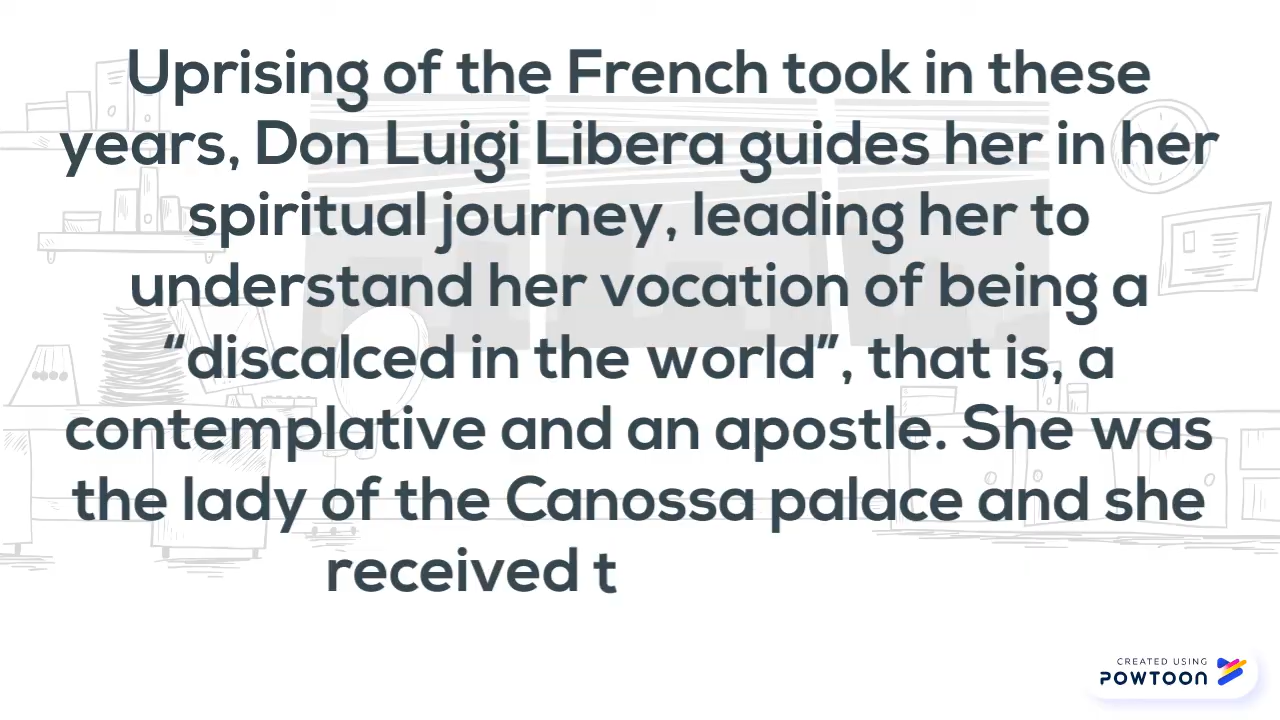 Uprising of the French took in these
years, Don Luigi Libera guides her in her
spiritual journey, leading her to
understand her vocation of being a
“discalced in the world”, that is, a
contemplative and an apostle. She was
the lady of the Canossa palace and she
received t
CREATED USING
POWTOON